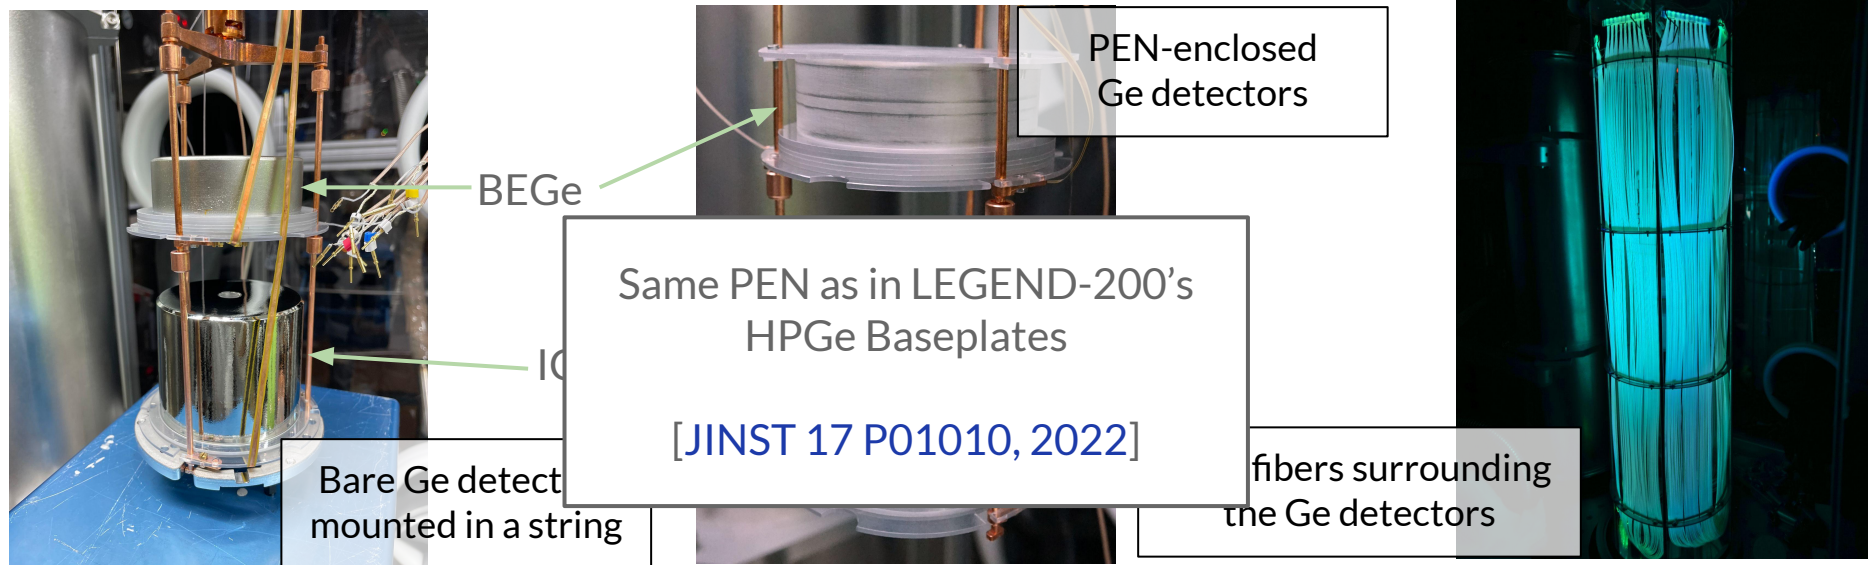 PEN-enclosed
Ge detectors
BEGe
Same PEN as in LEGEND-200's
HPGe Baseplates
[JINST 17 P01010, 2022]
Bare Ge
mounted in a string
fibers surrounding
the Ge detectors